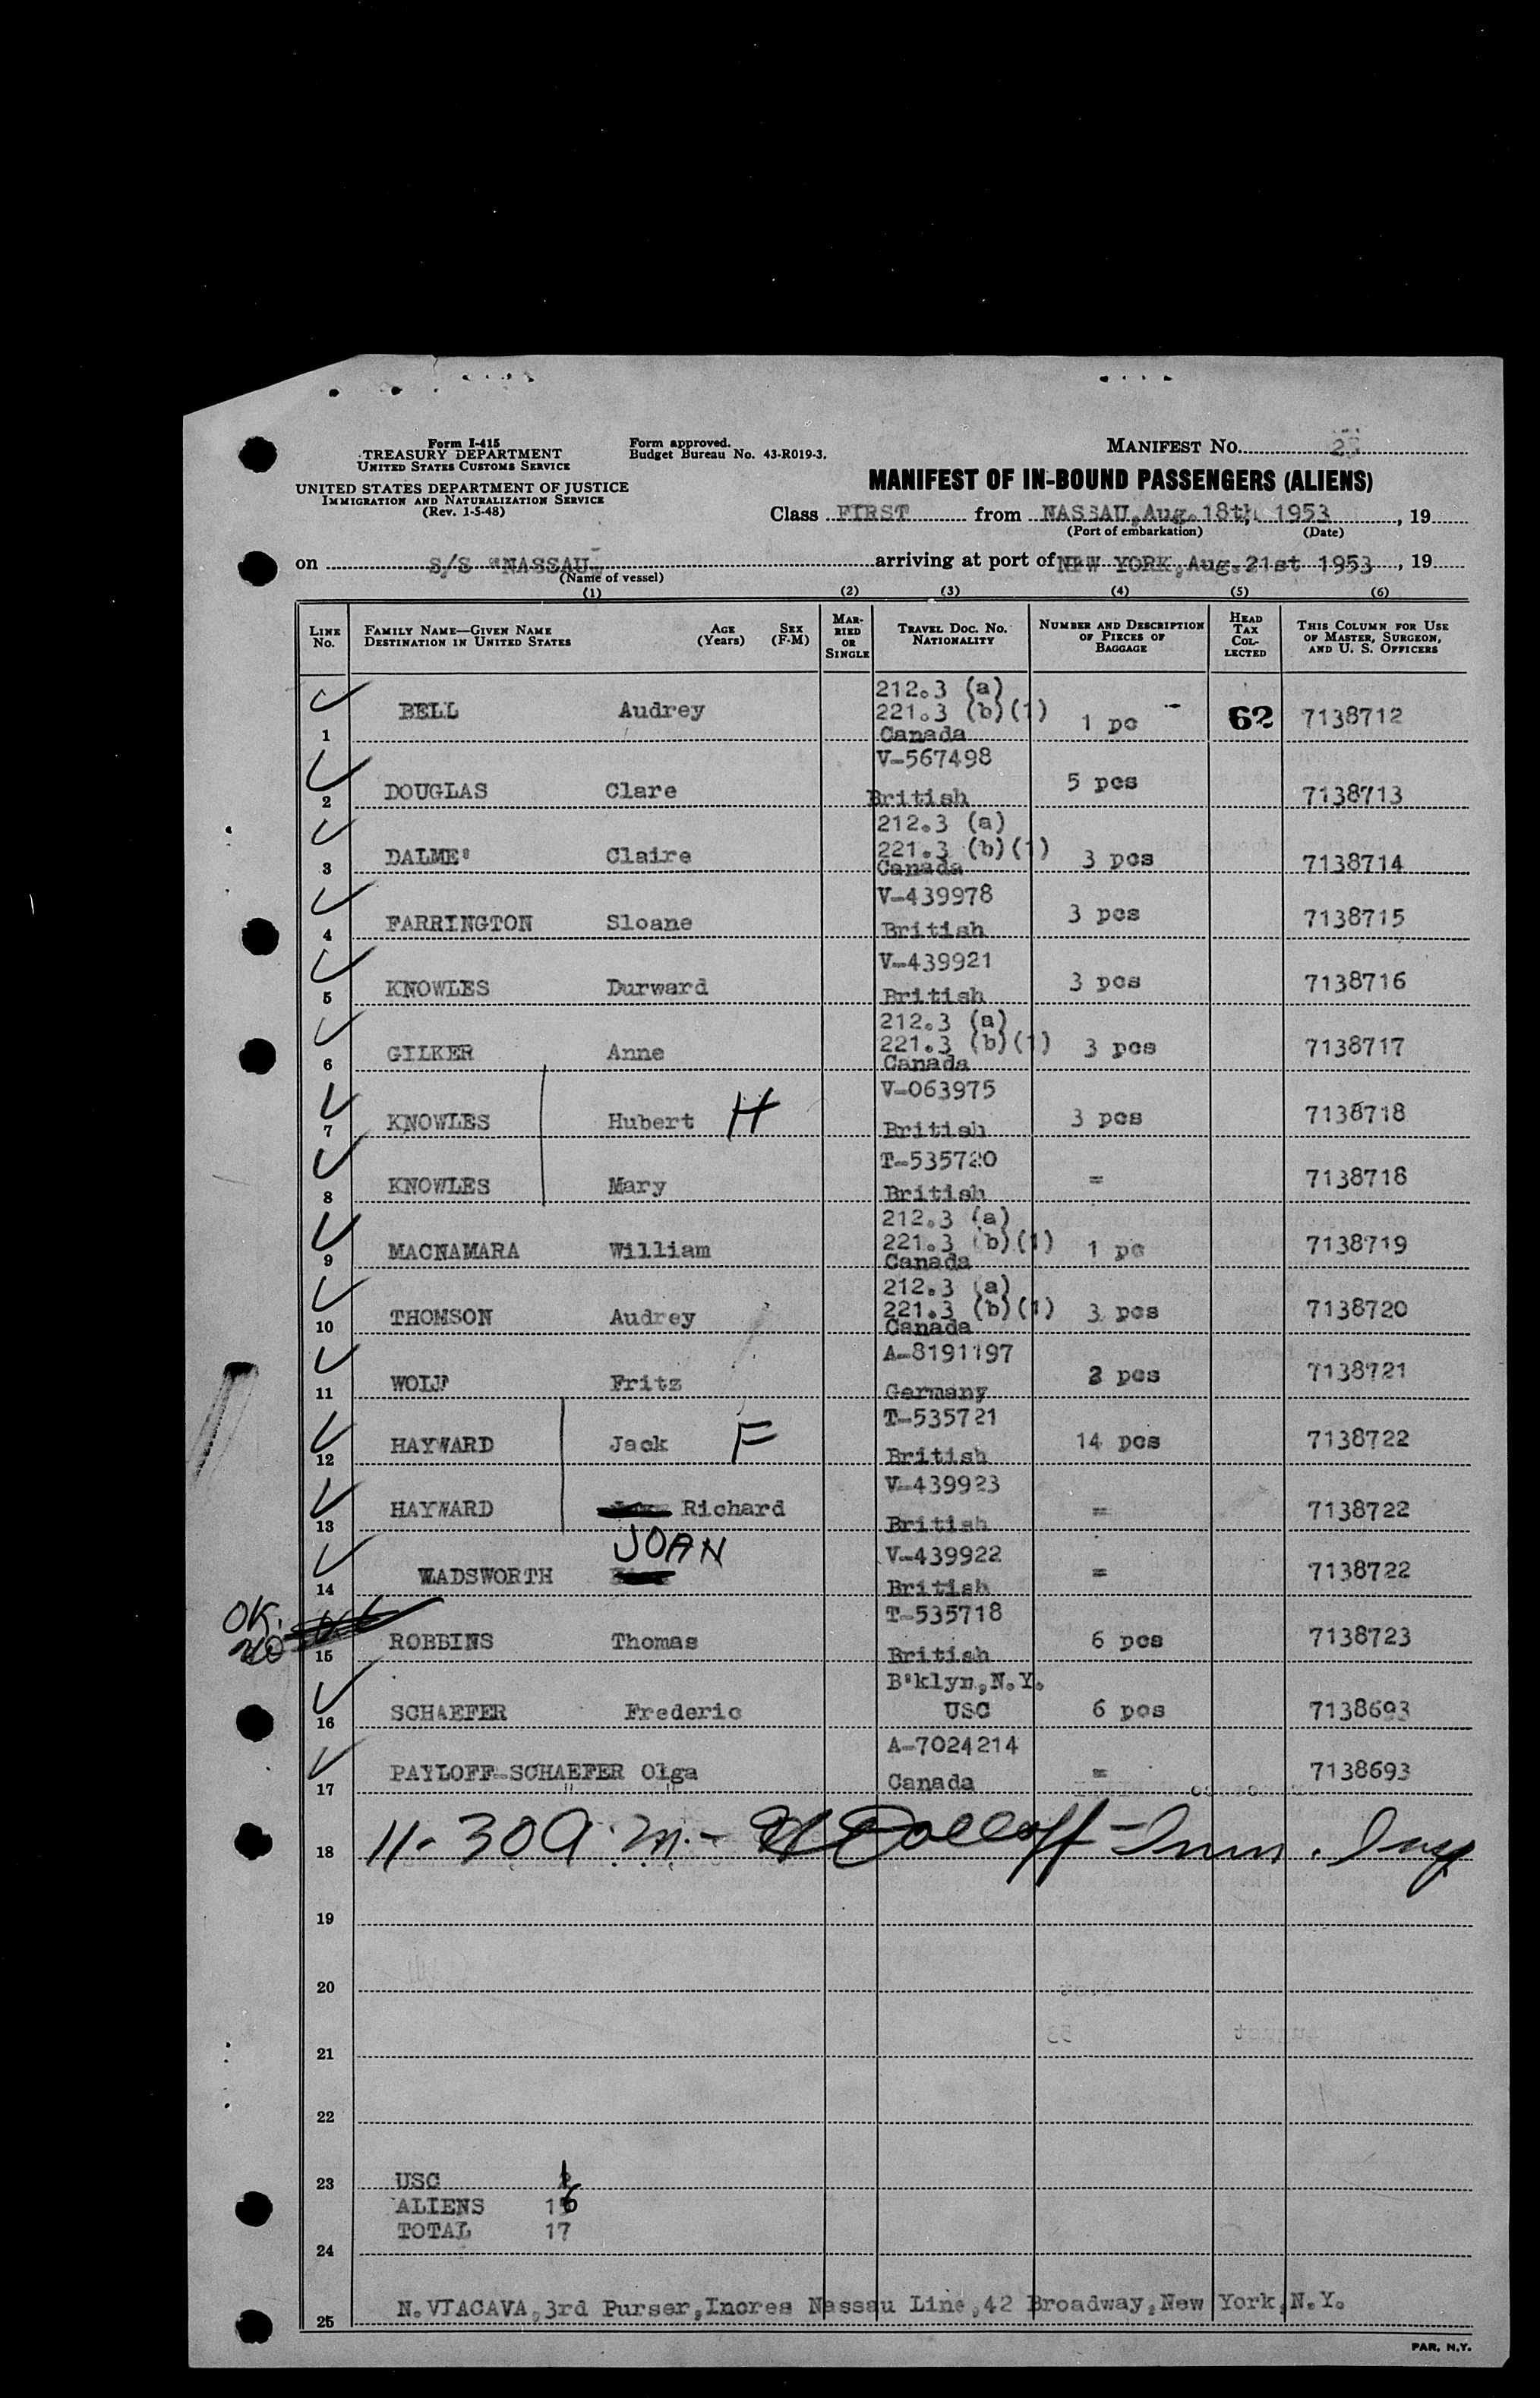 Form I-415
TREASURY DEPARTMENT
UNITED STATES CUSTOMS SERVICE
UNITED STATES DEPARTMENT OF JUSTICE
IMMIGRATION AND NATURALIZATION SERVICE
(Rev. 1-5-48)
Form approved.
Budget Bureau No. 43-R019-3.
MANIFEST No.
MANIFEST OF IN-BOUND PASSENGERS (ALIENS)
Class FIRST from NASSAU, Aug. 18th, 1953, 19
(Port of embarkation) (Date)
on S/S "NASSAU" arriving at port of NEW YORK, Aug. 21st 1953, 19
(Name of vessel)
(1) (2) (3) (4) (5) (6)
LINE No.
FAMILY NAME—GIVEN NAME DESTINATION IN UNITED STATES
AGE (Years)
SEX (F-M)
MARRIED OR SINGLE
TRAVEL DOC. No. NATIONALITY
NUMBER AND DESCRIPTION OF PIECES OF BAGGAGE
HEAD TAX COLLECTED
THIS COLUMN FOR USE OF MASTER, SURGEON, AND U. S. OFFICERS
1 BELL Audrey 212.3 (a) 221.3 (b)(1) Canada 1 pc 62 7138712
2 DOUGLAS Clare V-567498 British 5 pcs 7138713
3 DALME' Claire 212.3 (a) 221.3 (b)(1) Canada 3 pcs 7138714
4 FARRINGTON Sloane V-439978 British 3 pcs 7138715
5 KNOWLES Durward V-439921 British 3 pcs 7138716
6 GILKER Anne 212.3 (a) 221.3 (b)(1) Canada 3 pcs 7138717
7 KNOWLES Hubert H V-063975 British 3 pcs 7138718
8 KNOWLES Mary T-535720 British = 7138718
9 MACNAMARA William 212.3 (a) 221.3 (b)(1) Canada 1 pc 7138719
10 THOMSON Audrey 212.3 (a) 221.3 (b)(1) Canada 3 pcs 7138720
11 WOLF Fritz A-8191197 Germany pcs 7138721
12 HAYWARD Jack F T-535721 British 14 pcs 7138722
13 HAYWARD Richard V-439923 British = 7138722
14 WADSWORTH JOAN V-439922 British = 7138722
OK.
15 ROBBINS Thomas T-535718 British 6 pcs 7138723
16 SCHAEFER Frederic B'klyn, N.Y. USC 6 pcs 7138693
17 PAYLOFF-SCHAEFER Olga A-7024214 Canada = 7138693
18 11-30 A.m.-
19
20
21
22
23 USC 1
ALIENS 16
TOTAL 17
24
25 N. VIACAVA, 3rd Purser, Incres Nassau Line, 42 Broadway, New York, N.Y.
PAR, N.Y.